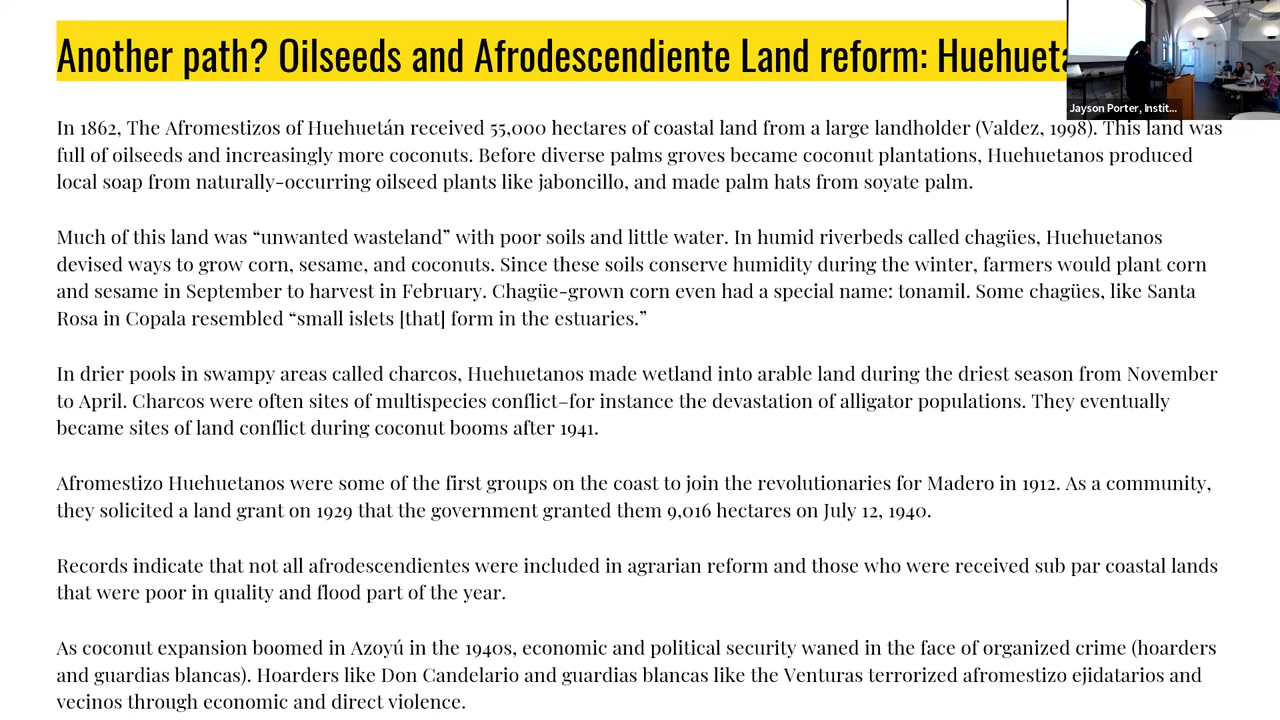 Another path? Oilseeds and Afrodescendiente Land reform:
Jayson Porter, Instit...
In 1862, The Afromestizos of Huehuetán received 55,000 hectares of coastal land from a large landholder (Valdez, 1998). This land was
full of oilseeds and increasingly more coconuts. Before diverse palms groves became coconut plantations, Huehuetanos produced
local soap from naturally-occurring oilseed plants like jaboncillo, and made palm hats from soyate palm.
Much of this land was “unwanted wasteland” with poor soils and little water. In humid riverbeds called chagües, Huehuetanos
devised ways to grow corn, sesame, and coconuts. Since these soils conserve humidity during the winter, farmers would plant corn
and sesame in September to harvest in February. Chagüe-grown corn even had a special name: tonamil. Some chagües, like Santa
Rosa in Copala resembled “small islets [that] form in the estuaries.”
In drier pools in swampy areas called charcos, Huehuetanos made wetland into arable land during the driest season from November
to April. Charcos were often sites of multispecies conflict–for instance the devastation of alligator populations. They eventually
became sites of land conflict during coconut booms after 1941.
Afromestizo Huehuetanos were some of the first groups on the coast to join the revolutionaries for Madero in 1912. As a community,
they solicited a land grant on 1929 that the government granted them 9,016 hectares on July 12, 1940.
Records indicate that not all afrodescendientes were included in agrarian reform and those who were received sub par coastal lands
that were poor in quality and flood part of the year.
As coconut expansion boomed in Azoyú in the 1940s, economic and political security waned in the face of organized crime (hoarders
and guardias blancas). Hoarders like Don Candelario and guardias blancas like the Venturas terrorized afromestizo ejidatarios and
vecinos through economic and direct violence.